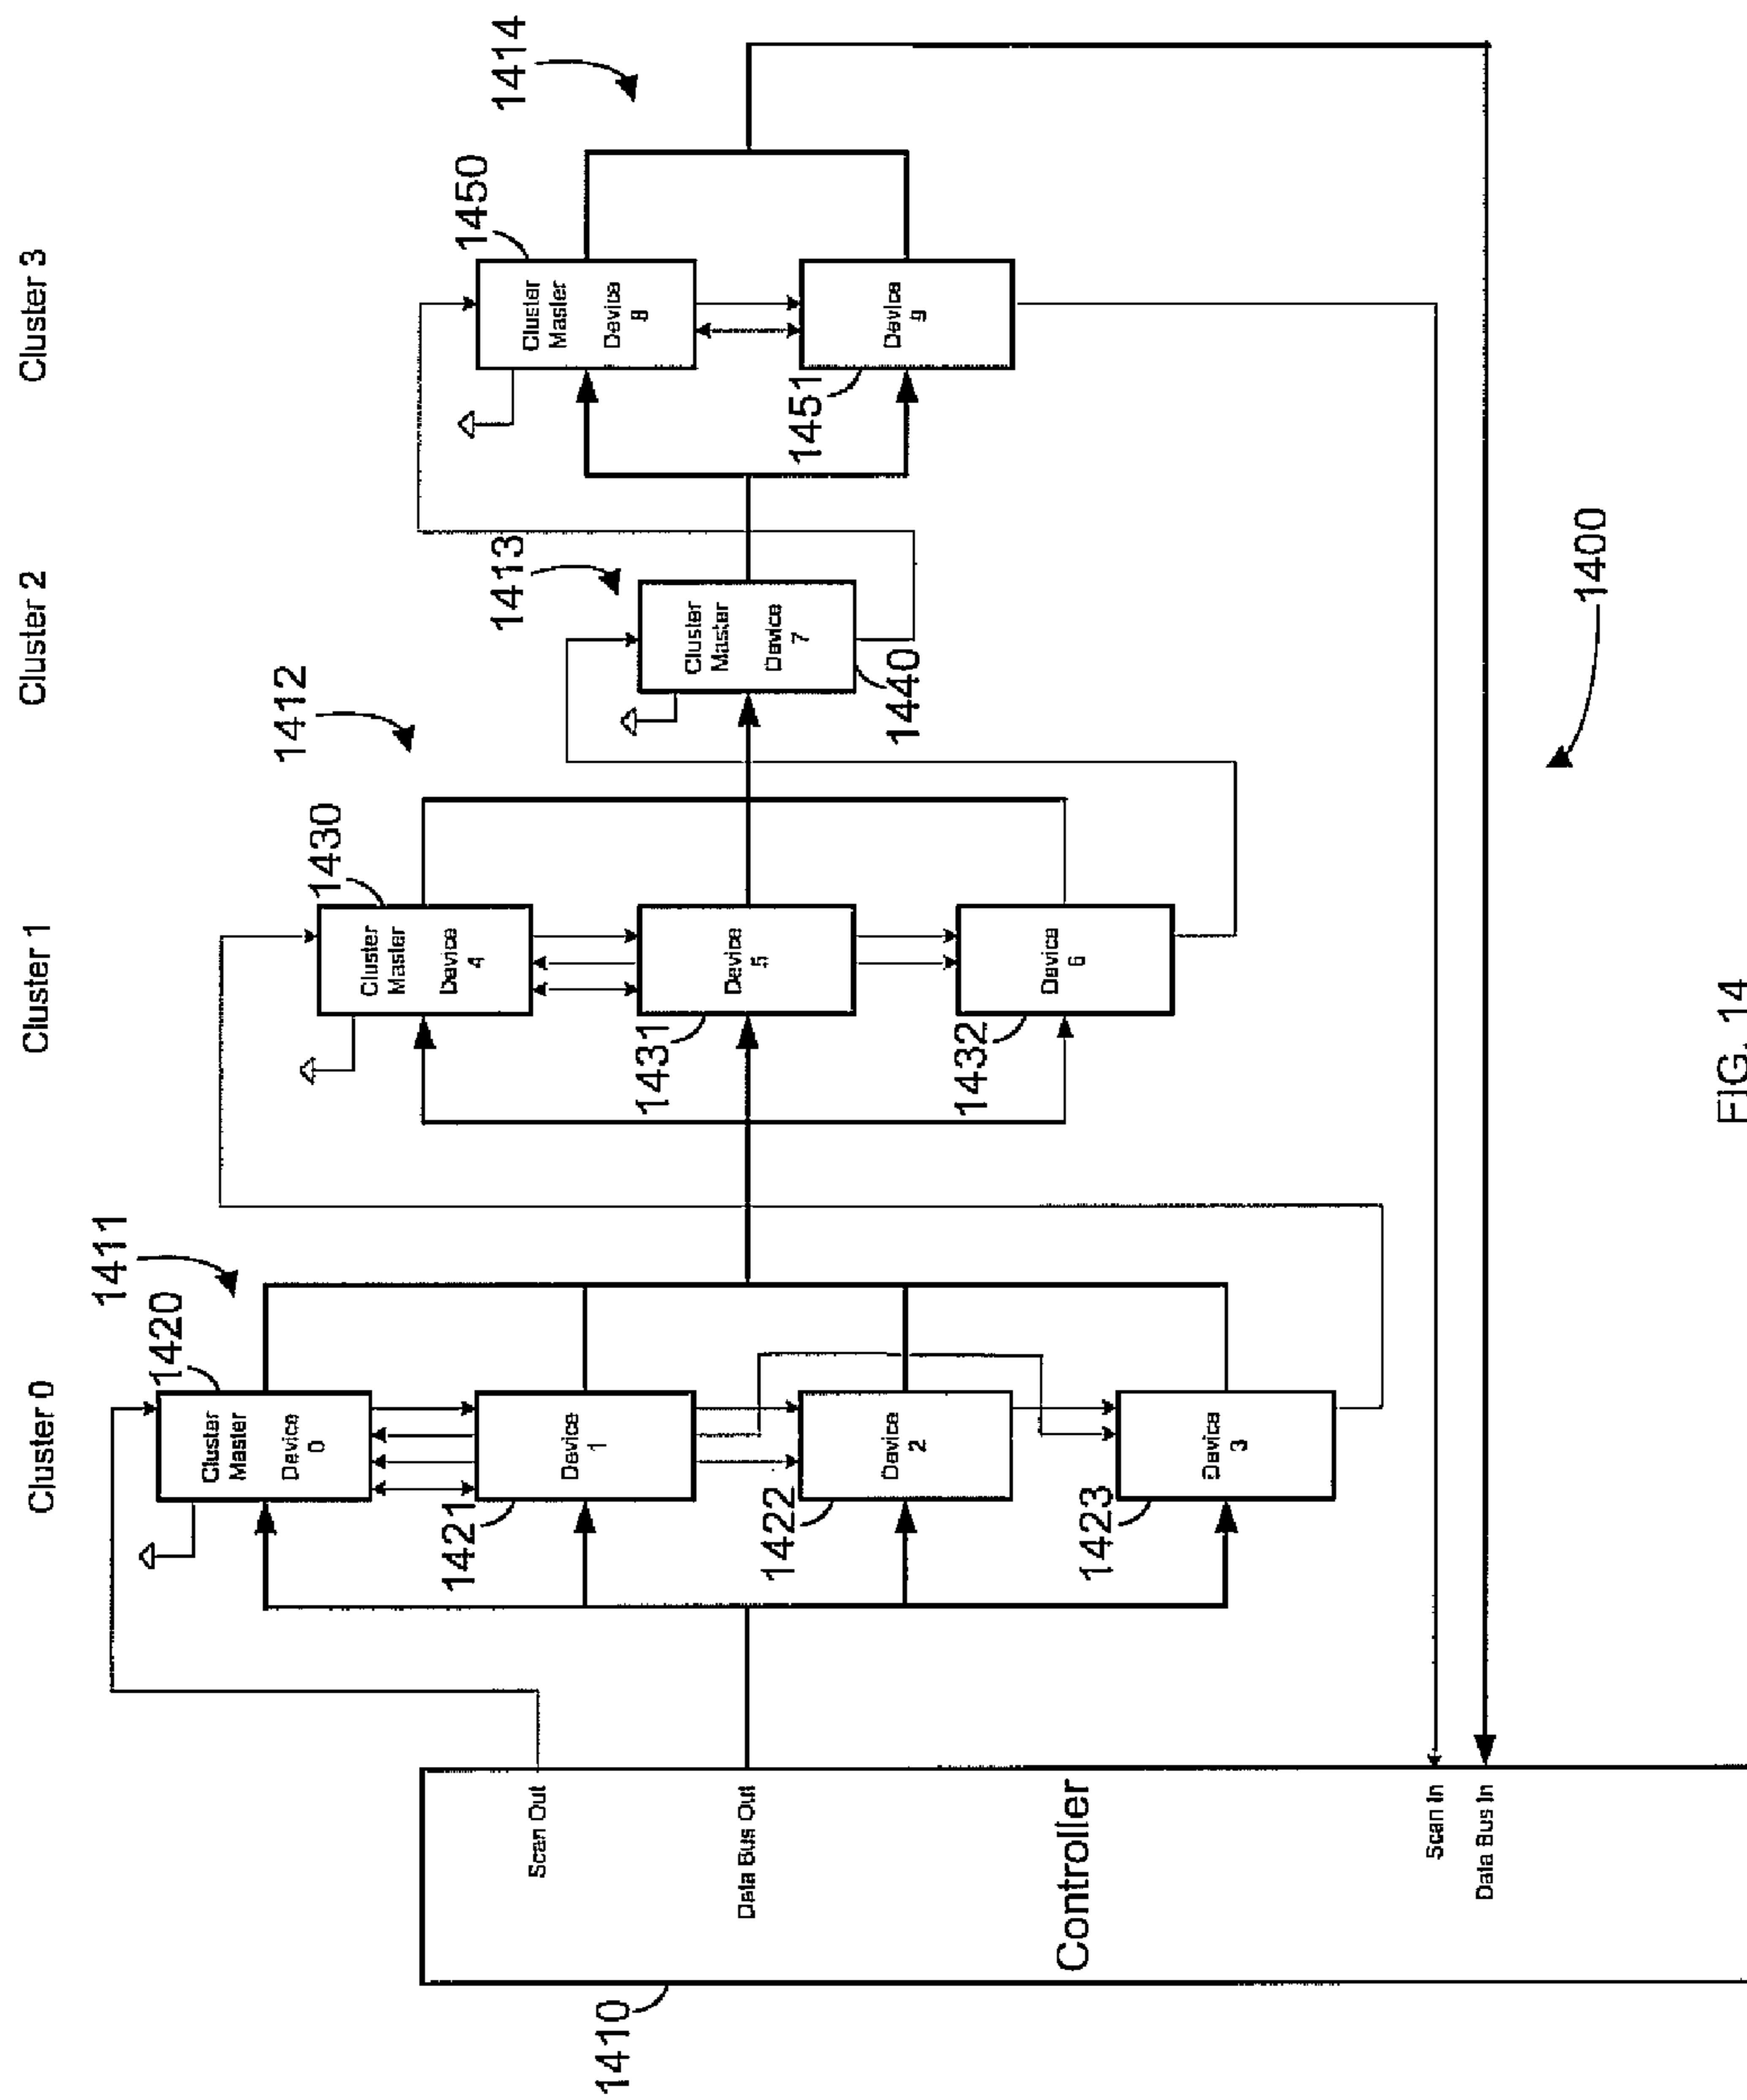 Cluster 0
Cluster 1
Cluster 2
Cluster 3
1411
1412
1413
1414
1420
Cluster
Master
Device
0
1421
Device
1
1422
Device
2
1423
Device
3
1430
Cluster
Master
Device
4
1431
Device
5
1432
Device
6
1440
Cluster
Master
Device
7
1450
Cluster
Master
Device
8
1451
Device
9
1410
Scan Out
Data Bus Out
Controller
Scan In
Data Bus In
1400
FIG. 14